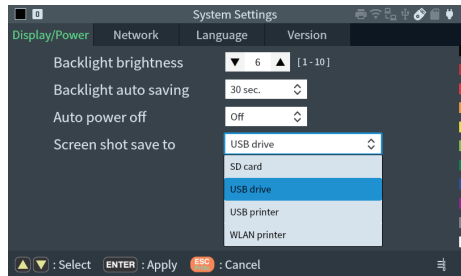 0 System Settings
Display/Power Network Language Version
Backlight brightness ▼ 6 ▲ [1-10]
Backlight auto saving 30 sec.
Auto power off Off
Screen shot save to USB drive
SD card
USB drive
USB printer
WLAN printer
▲▼ : Select ENTER : Apply ESC : Cancel